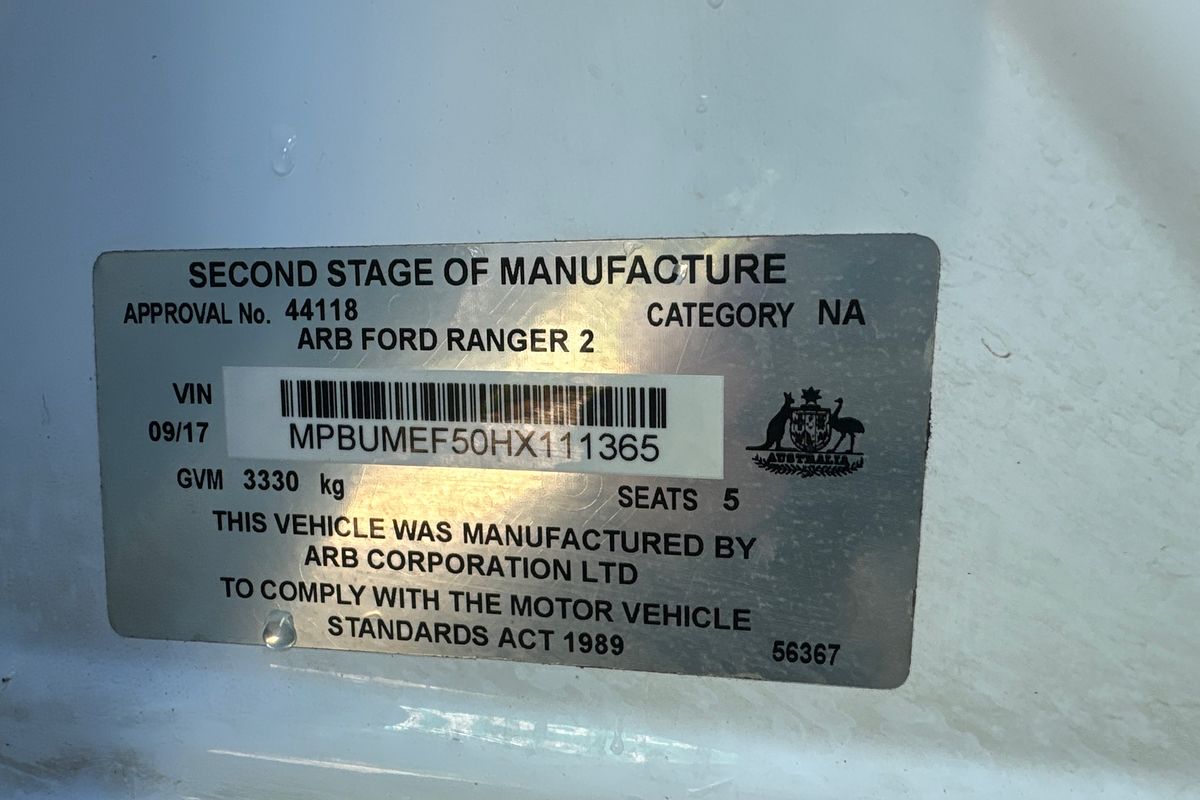 SECOND STAGE OF MANUFACTURE
APPROVAL No. 44118 CATEGORY NA
ARB FORD RANGER 2
VIN
09/17 MPBUMEF50HX111365
AUSTRALIA
GVM 3330 kg SEATS 5
THIS VEHICLE WAS MANUFACTURED BY
ARB CORPORATION LTD
TO COMPLY WITH THE MOTOR VEHICLE
STANDARDS ACT 1989 56367